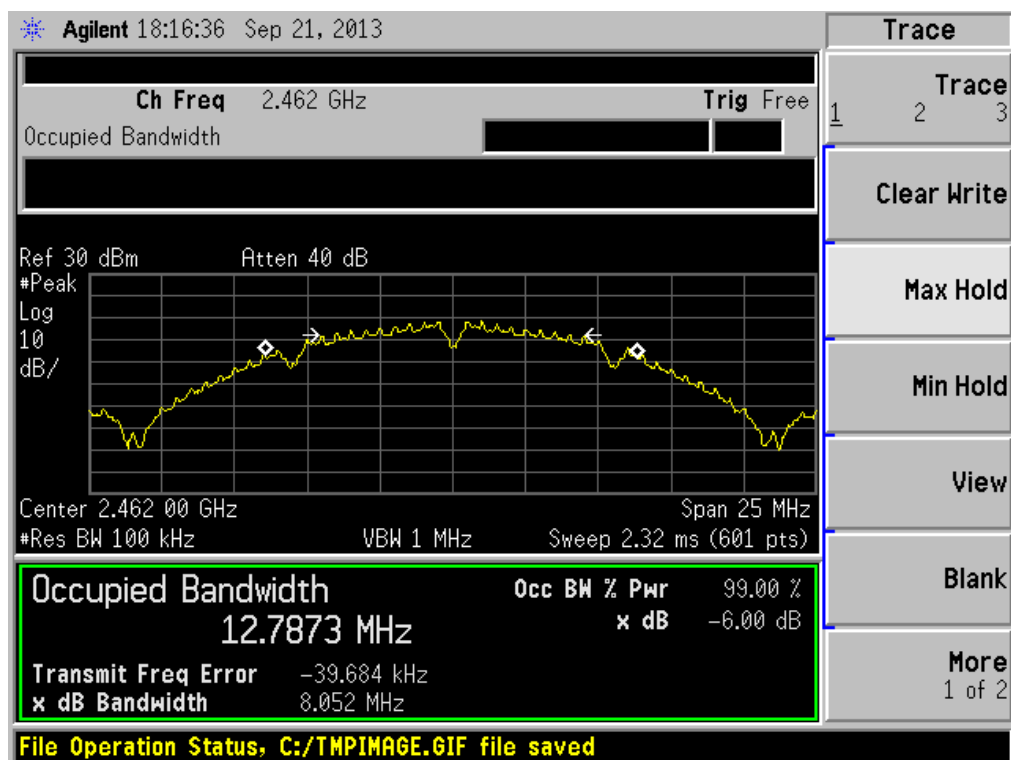 Agilent 18:16:36 Sep 21, 2013
Ch Freq 2.462 GHz Trig Free
Occupied Bandwidth
Ref 30 dBm Atten 40 dB
#Peak
Log
10
dB/
Center 2.462 00 GHz Span 25 MHz
#Res BW 100 kHz VBW 1 MHz Sweep 2.32 ms (601 pts)
Occupied Bandwidth
12.7873 MHz
Occ BW % Pwr 99.00 %
x dB -6.00 dB
Transmit Freq Error -39.684 kHz
x dB Bandwidth 8.052 MHz
File Operation Status, C:/TMPIMAGE.GIF file saved
Trace
Trace
1 2 3
Clear Write
Max Hold
Min Hold
View
Blank
More
1 of 2